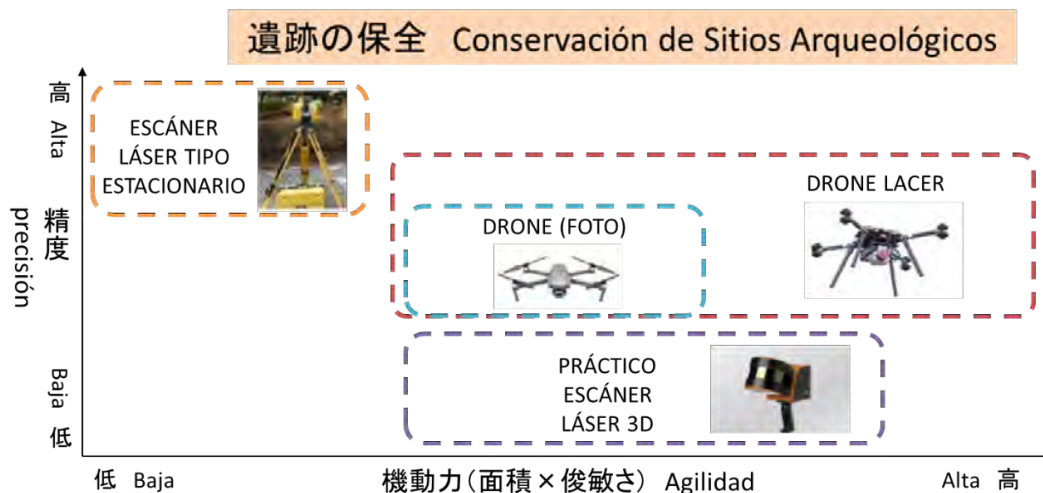 遺跡の保全 Conservación de Sitios Arqueológicos
高 Alta
精度
precisión
Baja 低
ESCÁNER
LÁSER TIPO
ESTACIONARIO
DRONE LACER
DRONE (FOTO)
PRÁCTICO
ESCÁNER
LÁSER 3D
低 Baja
機動力(面積×俊敏さ) Agilidad
Alta 高